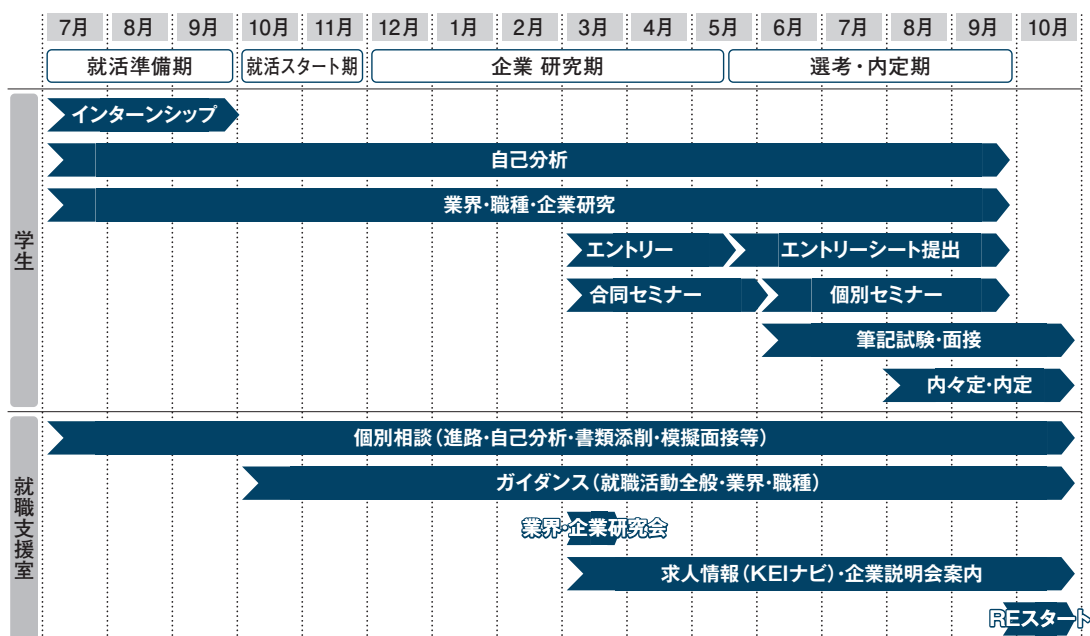 7月 8月 9月 10月 11月 12月 1月 2月 3月 4月 5月 6月 7月 8月 9月 10月
就活準備期 就活スタート期 企業 研究期 選考・内定期
学生
インターンシップ
自己分析
業界・職種・企業研究
エントリー エントリーシート提出
合同セミナー 個別セミナー
筆記試験・面接
内々定・内定
就職支援室
個別相談(進路・自己分析・書類添削・模擬面接等)
ガイダンス(就職活動全般・業界・職種)
業界・企業研究会
求人情報(KEIナビ)・企業説明会案内
REスタート